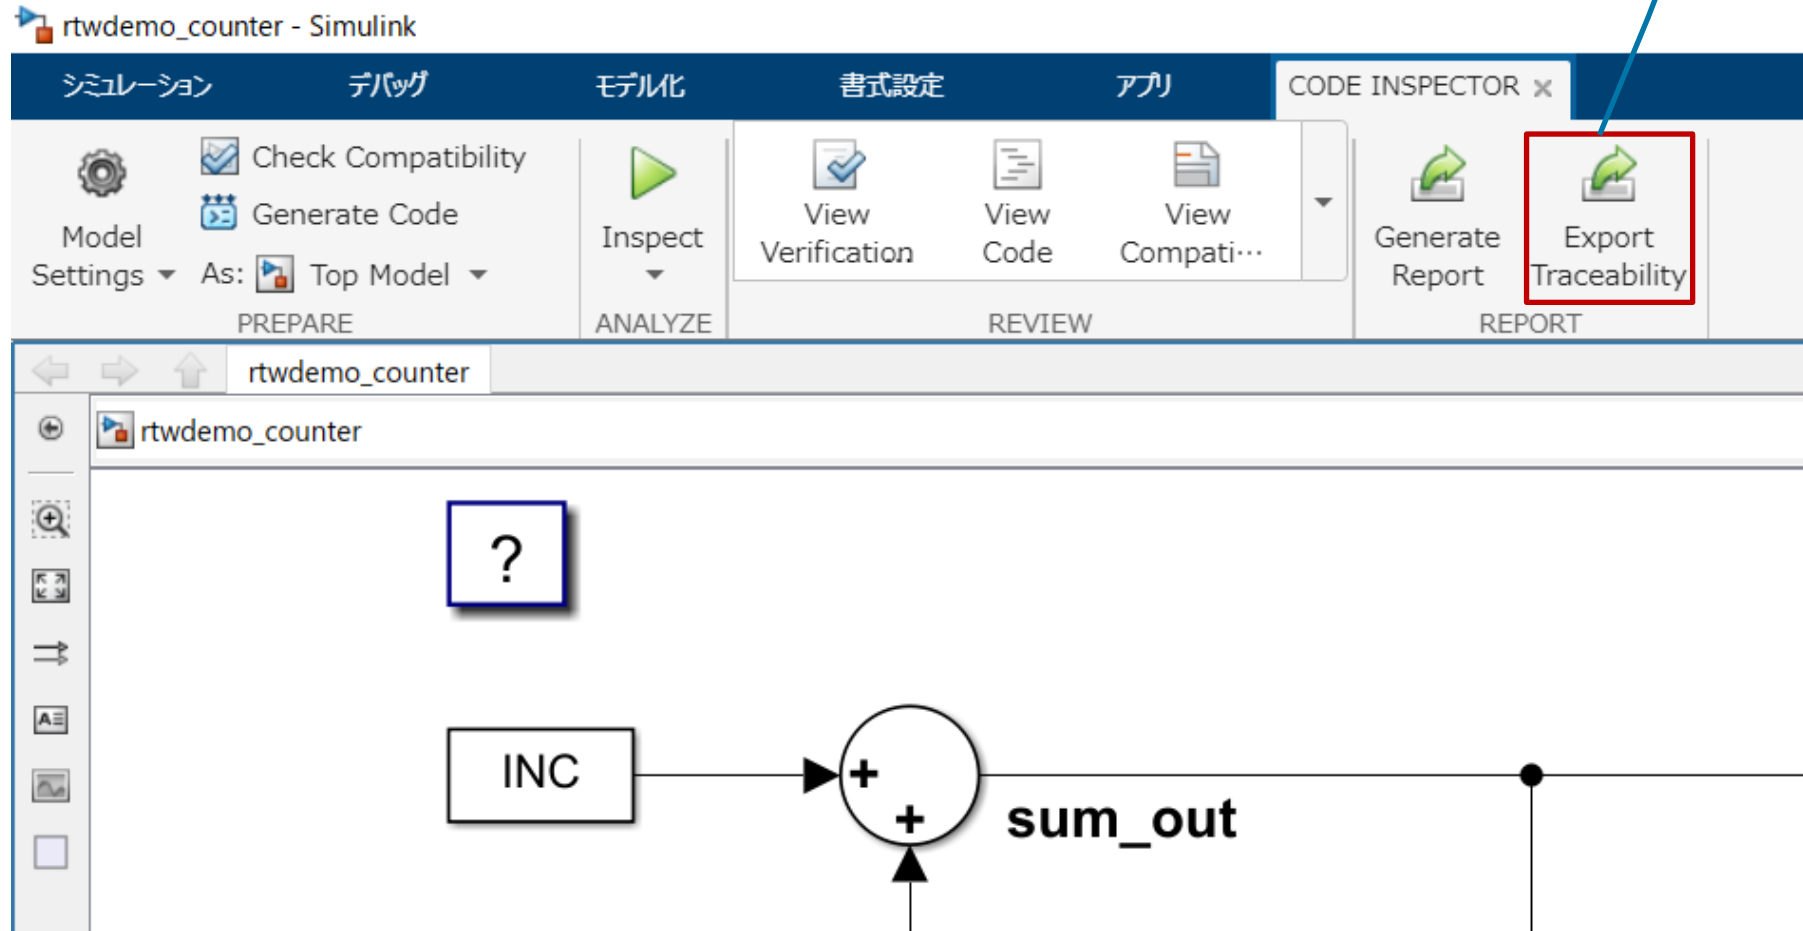 rtwdemo_counter - Simulink
シミュレーション デバッグ モデル化 書式設定 アプリ CODE INSPECTOR ×
Model
Settings
Check Compatibility
Generate Code
As: Top Model
PREPARE
Inspect
ANALYZE
View
Verification
View
Code
View
Compati…
REVIEW
Generate
Report
Export
Traceability
REPORT
rtwdemo_counter
rtwdemo_counter
?
INC
+
+
sum_out